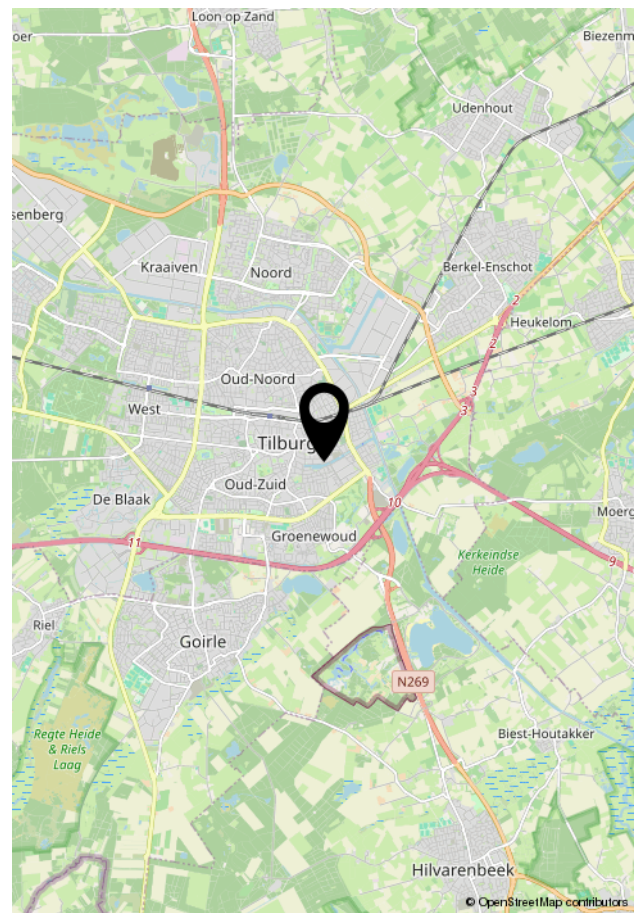 Loon op Zand
oer
Biezenm
Udenhout
senberg
Kraaiven
Noord
Berkel-Enschot
2
Heukelom
2
Oud-Noord
3
West
3
Tilburg
De Blaak
Oud-Zuid
10
Moerg
11
Groenewoud
Kerkeindse
Heide
9
Riel
Goirle
N269
Regte Heide
& Riels
Laag
Biest-Houtakker
Hilvarenbeek
© OpenStreetMap contributors